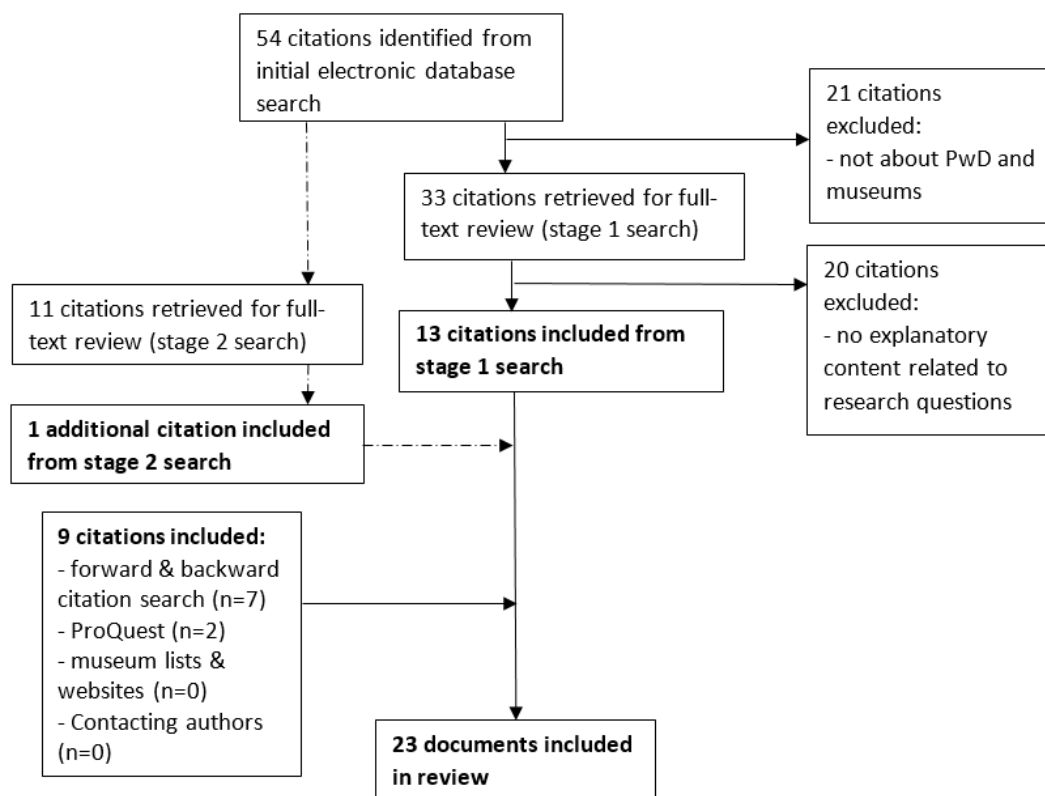 54 citations identified from
initial electronic database
search
21 citations
excluded:
- not about PwD and
museums
33 citations retrieved for full-
text review (stage 1 search)
20 citations
excluded:
- no explanatory
content related to
research questions
11 citations retrieved for full-
text review (stage 2 search)
13 citations included from
stage 1 search
1 additional citation included
from stage 2 search
9 citations included:
- forward & backward
citation search (n=7)
- ProQuest (n=2)
- museum lists &
websites (n=0)
- Contacting authors
(n=0)
23 documents included
in review